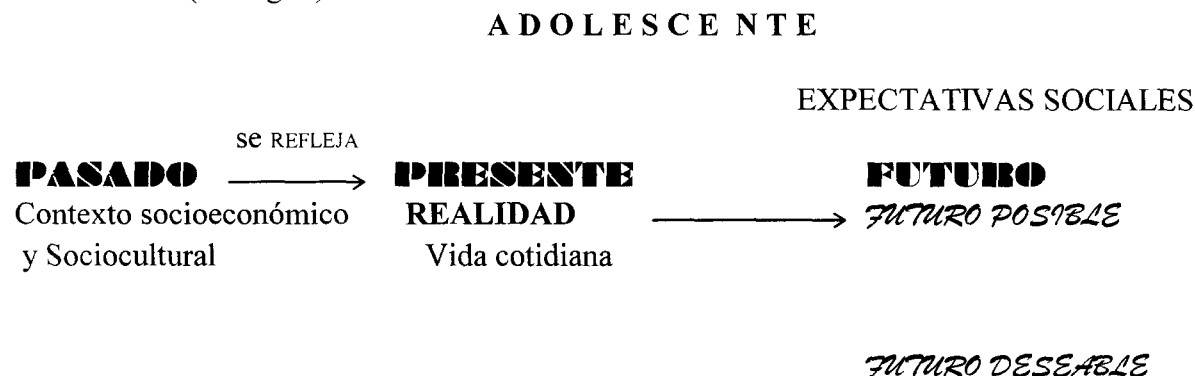 A D O L E S C E N T E
EXPECTATIVAS SOCIALES
se REFLEJA
PASADO PRESENTE FUTURO
Contexto socioeconómico REALIDAD FUTURO POSIBLE
y Sociocultural Vida cotidiana
FUTURO DESEABLE